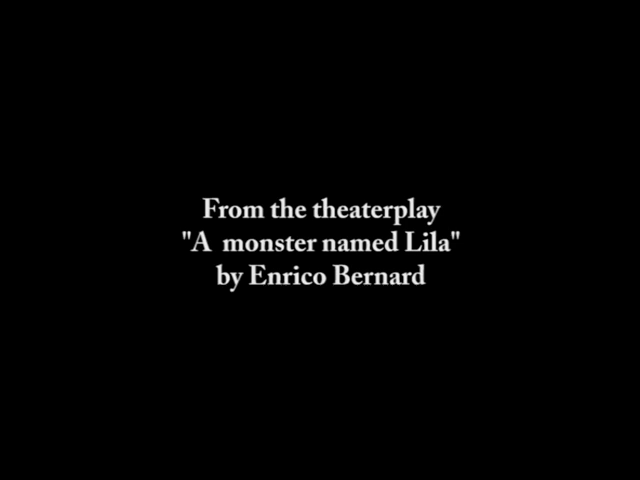 From the theaterplay
"A  monster named Lila"
by Enrico Bernard